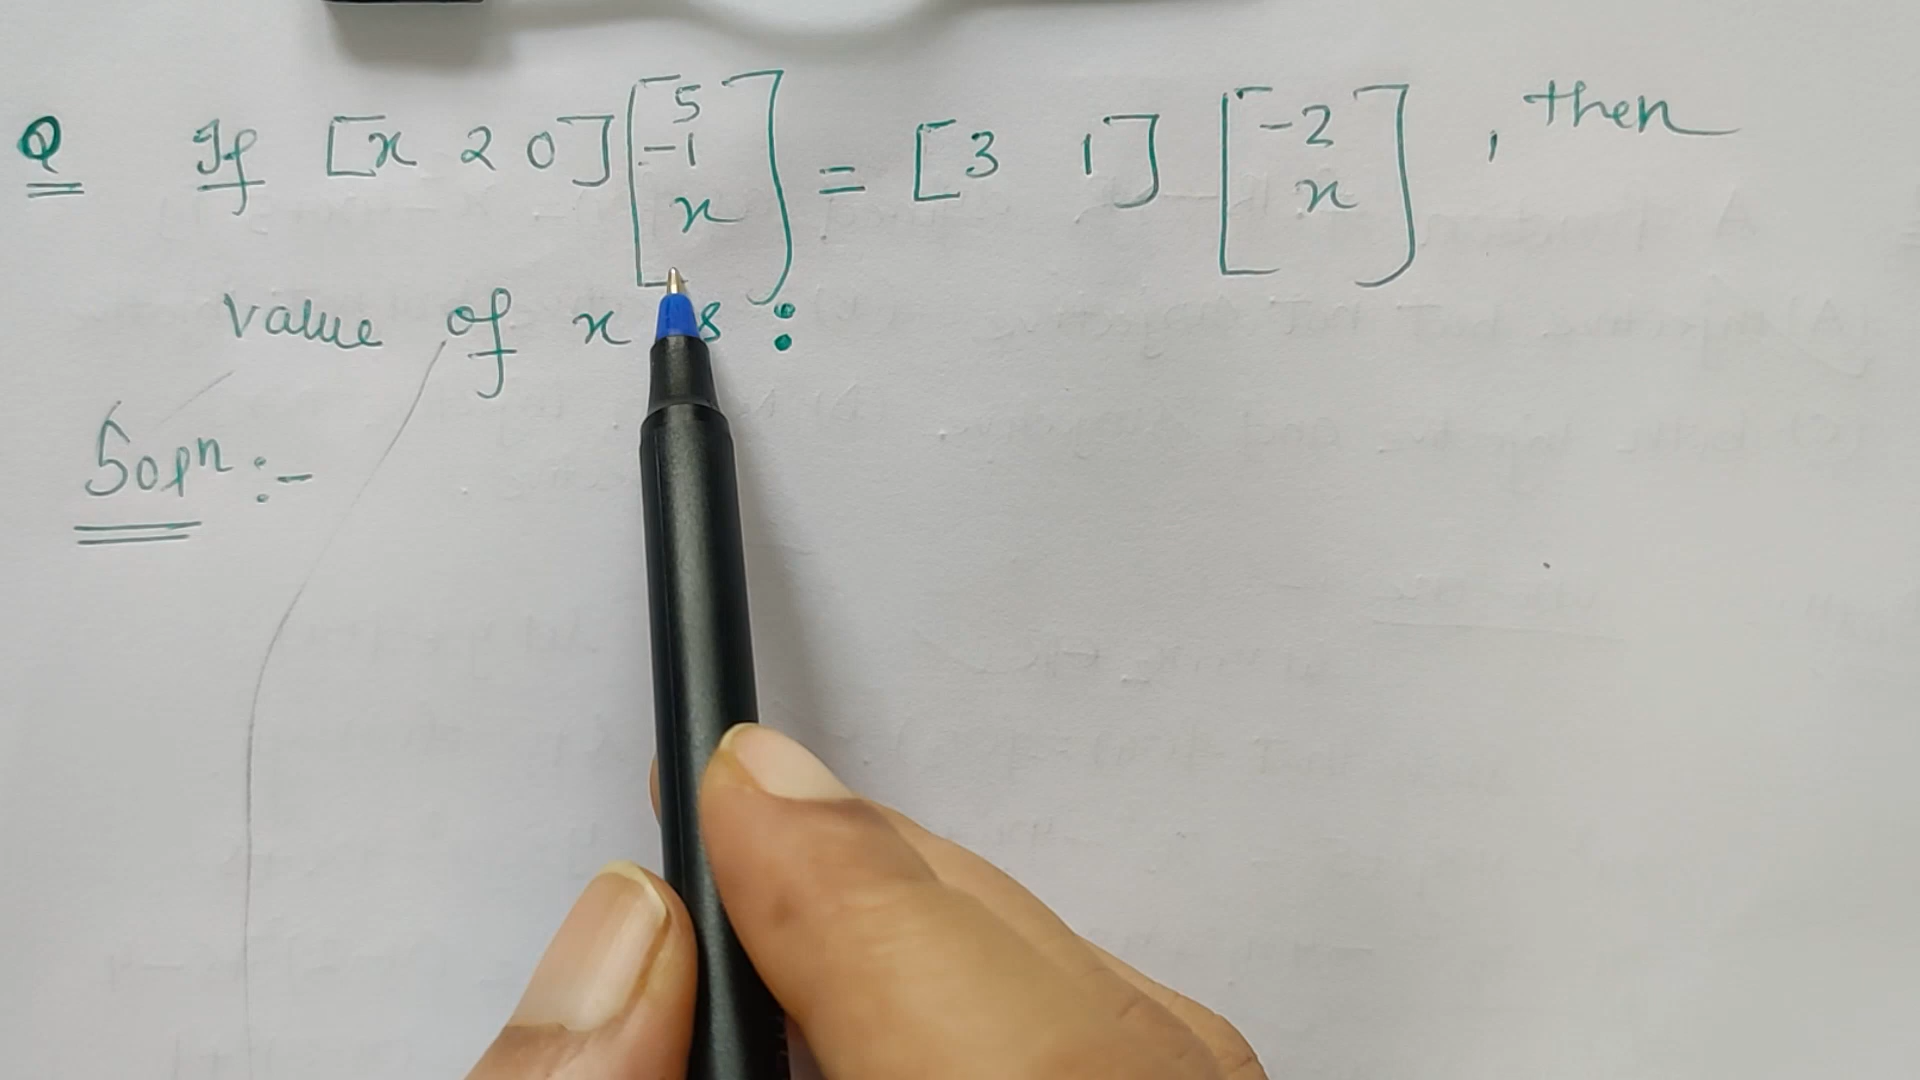 Q If [x 2 0] [5 -1 x] = [3 1] [-2 x], then
value of x is :
Solⁿ :-